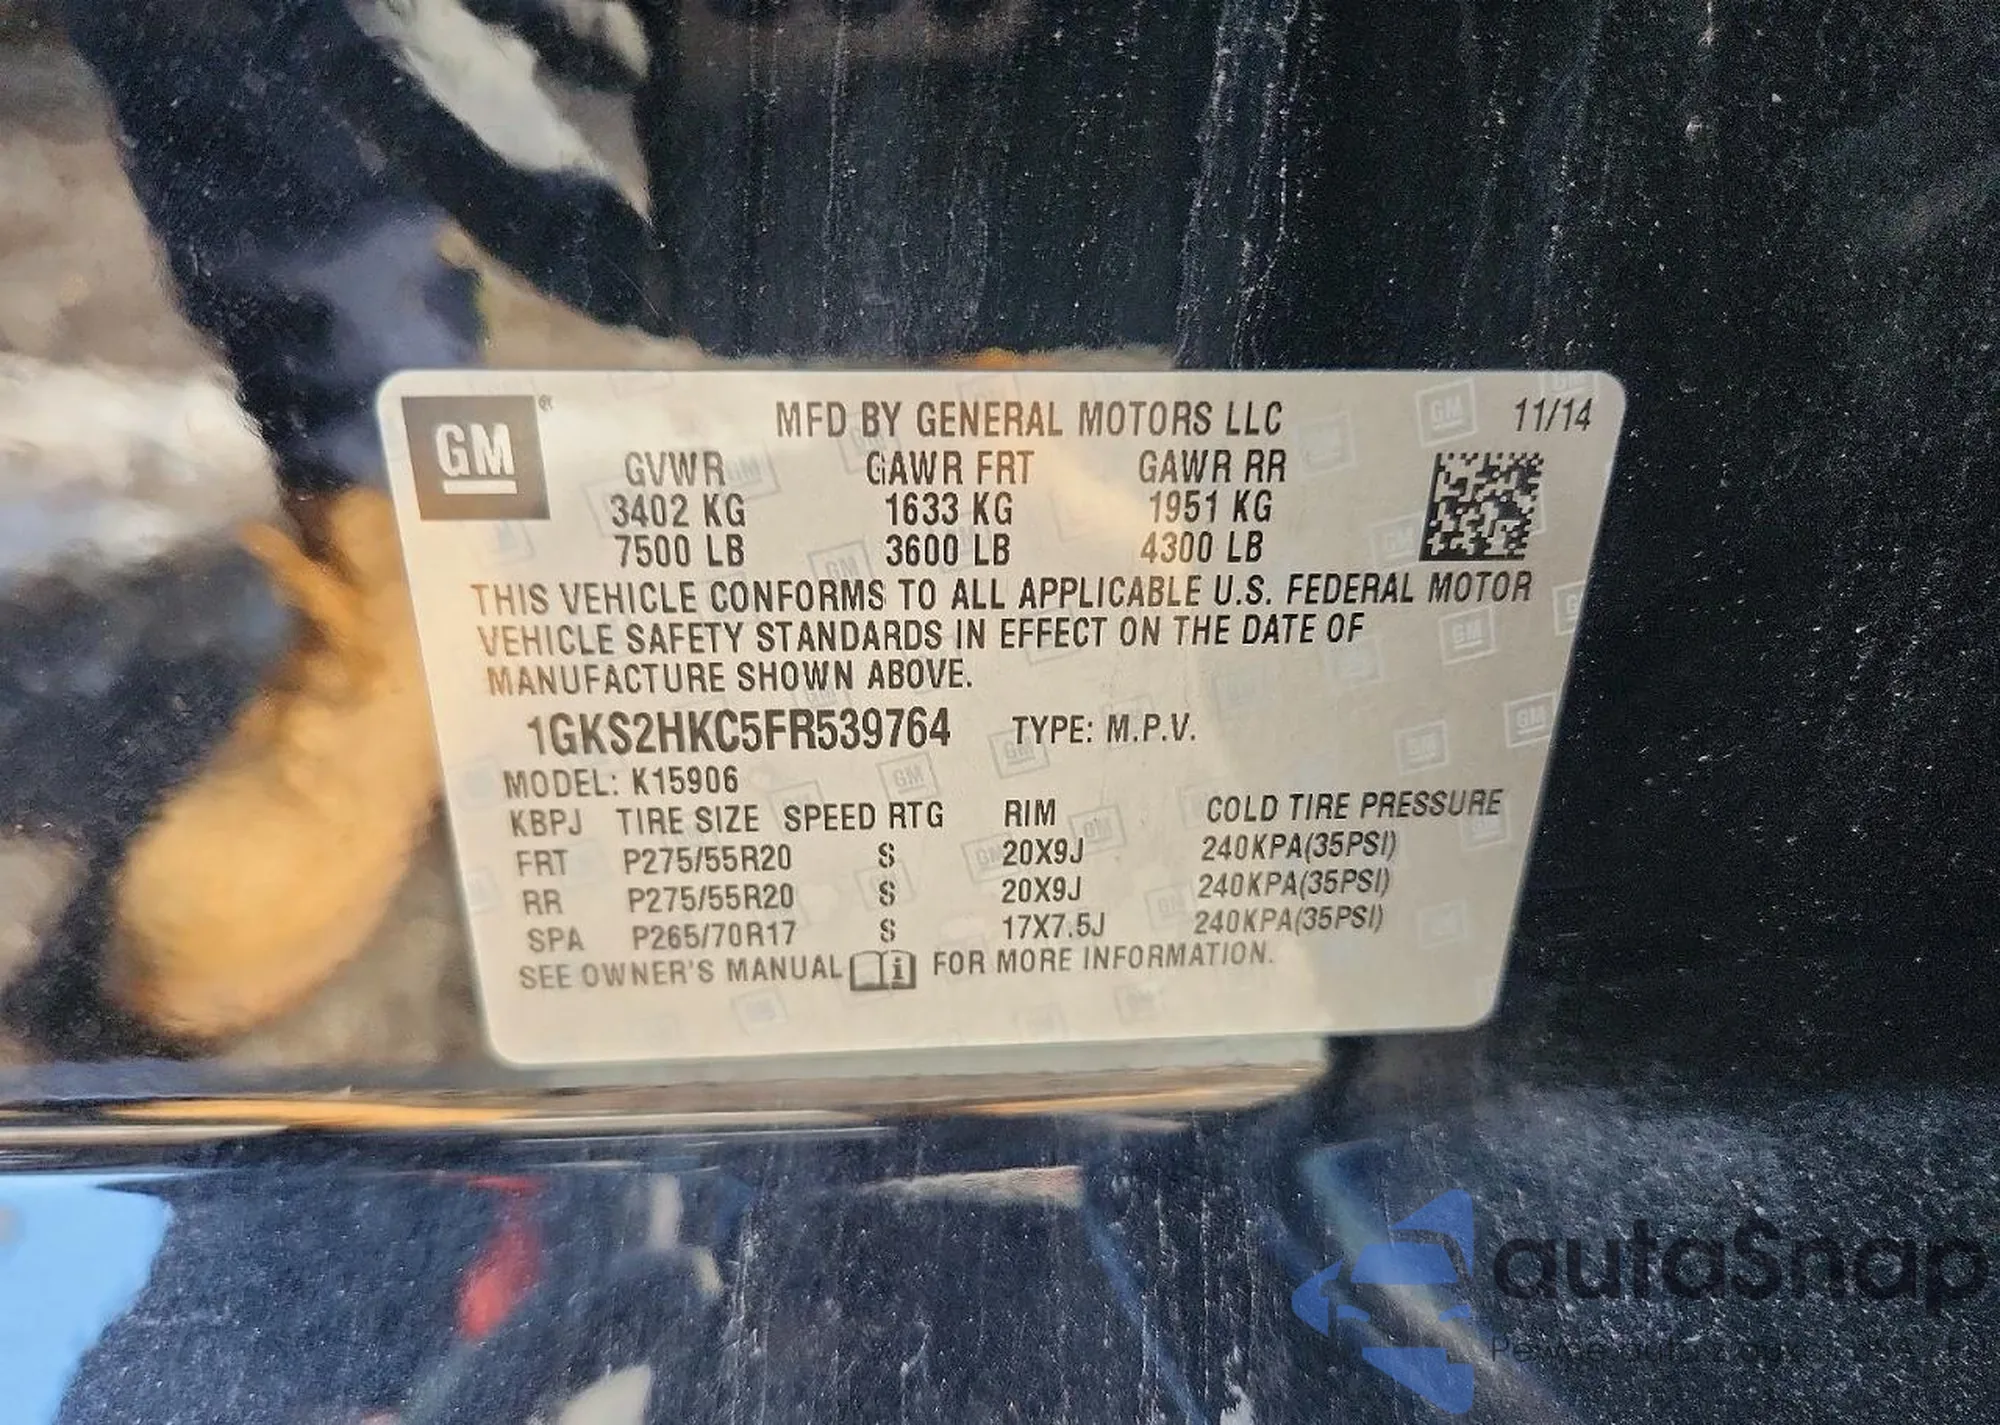 GM
MFD BY GENERAL MOTORS LLC 11/14
GVWR GAWR FRT GAWR RR
3402 KG 1633 KG 1951 KG
7500 LB 3600 LB 4300 LB
THIS VEHICLE CONFORMS TO ALL APPLICABLE U.S. FEDERAL MOTOR
VEHICLE SAFETY STANDARDS IN EFFECT ON THE DATE OF
MANUFACTURE SHOWN ABOVE.
1GKS2HKC5FR539764 TYPE: M.P.V.
MODEL: K15906
KBPJ TIRE SIZE SPEED RTG RIM COLD TIRE PRESSURE
FRT P275/55R20 S 20X9J 240KPA(35PSI)
RR P275/55R20 S 20X9J 240KPA(35PSI)
SPA P265/70R17 S 17X7.5J 240KPA(35PSI)
SEE OWNER'S MANUAL FOR MORE INFORMATION.
autaSnap